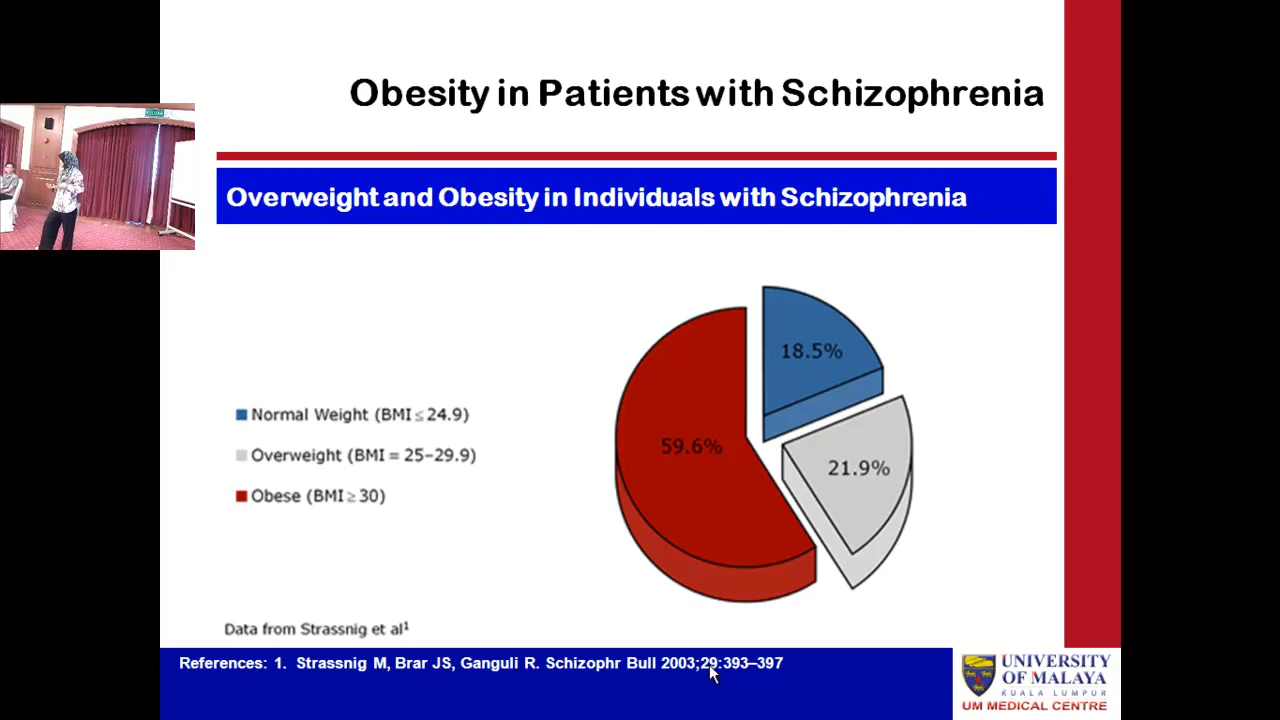 Obesity in Patients with Schizophrenia
Overweight and Obesity in Individuals with Schizophrenia
18.5%
59.6%
21.9%
Normal Weight (BMI ≤ 24.9)
Overweight (BMI = 25–29.9)
Obese (BMI ≥ 30)
Data from Strassnig et al¹
References: 1. Strassnig M, Brar JS, Ganguli R. Schizophr Bull 2003;29:393–397
UNIVERSITY
OF MALAYA
KUALA LUMPUR
UM MEDICAL CENTRE